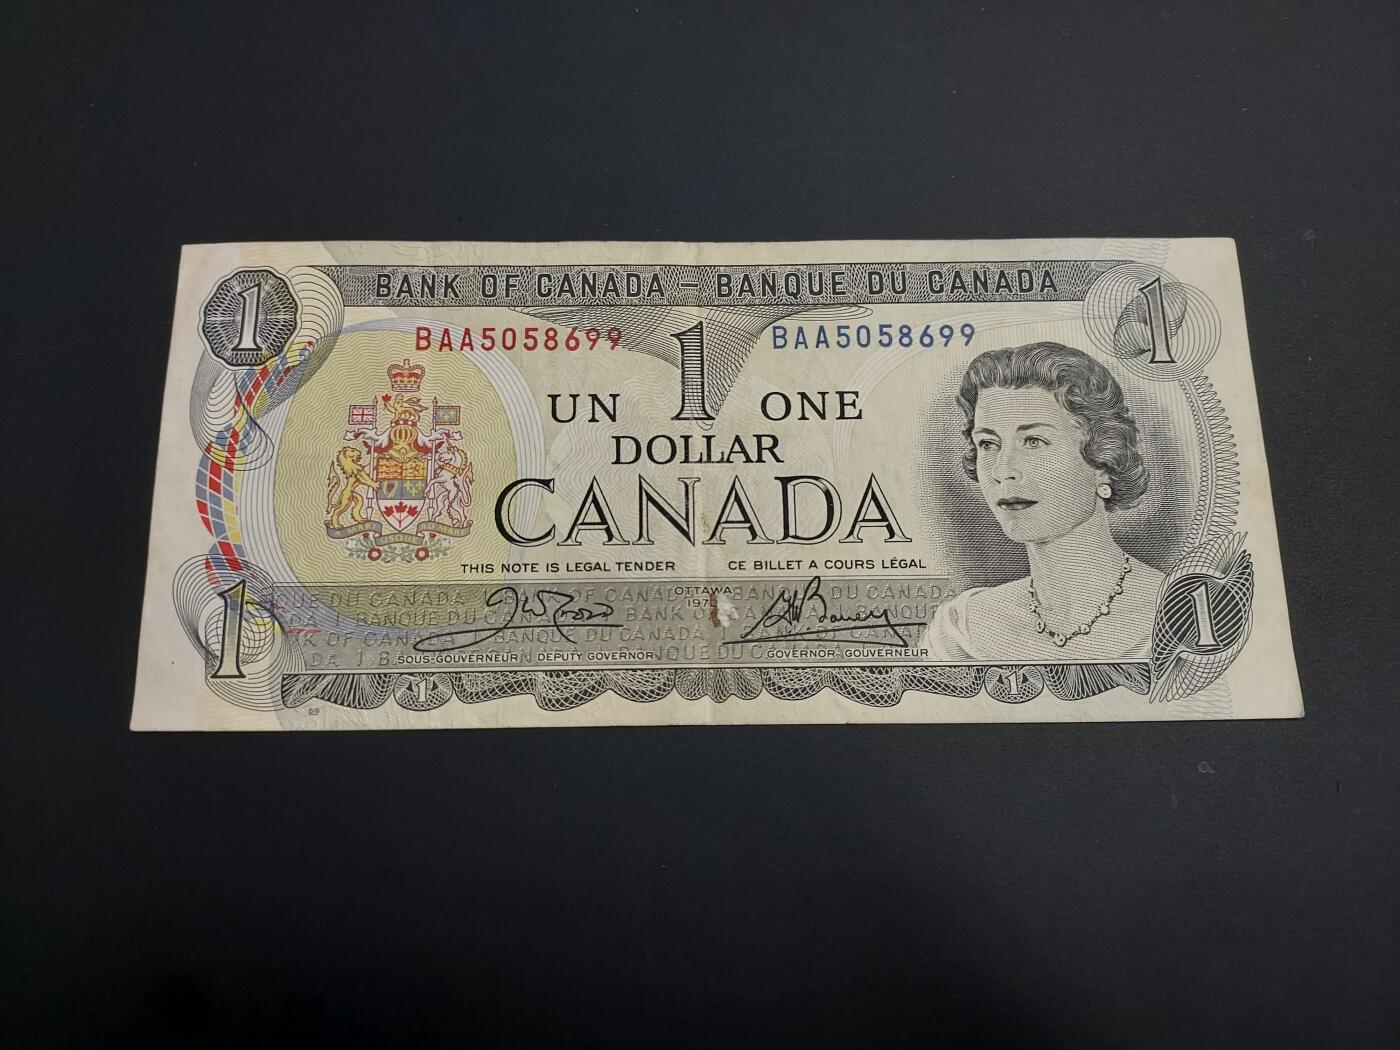 BANK OF CANADA – BANQUE DU CANADA
1
1
BAA5058699
BAA5058699
UN 1 ONE
DOLLAR
CANADA
THIS NOTE IS LEGAL TENDER
CE BILLET A COURS LÉGAL
OTTAWA
197
SOUS-GOUVERNEUR DEPUTY GOVERNOR
GOVERNOR GOUVERNEUR
1
1
1
1